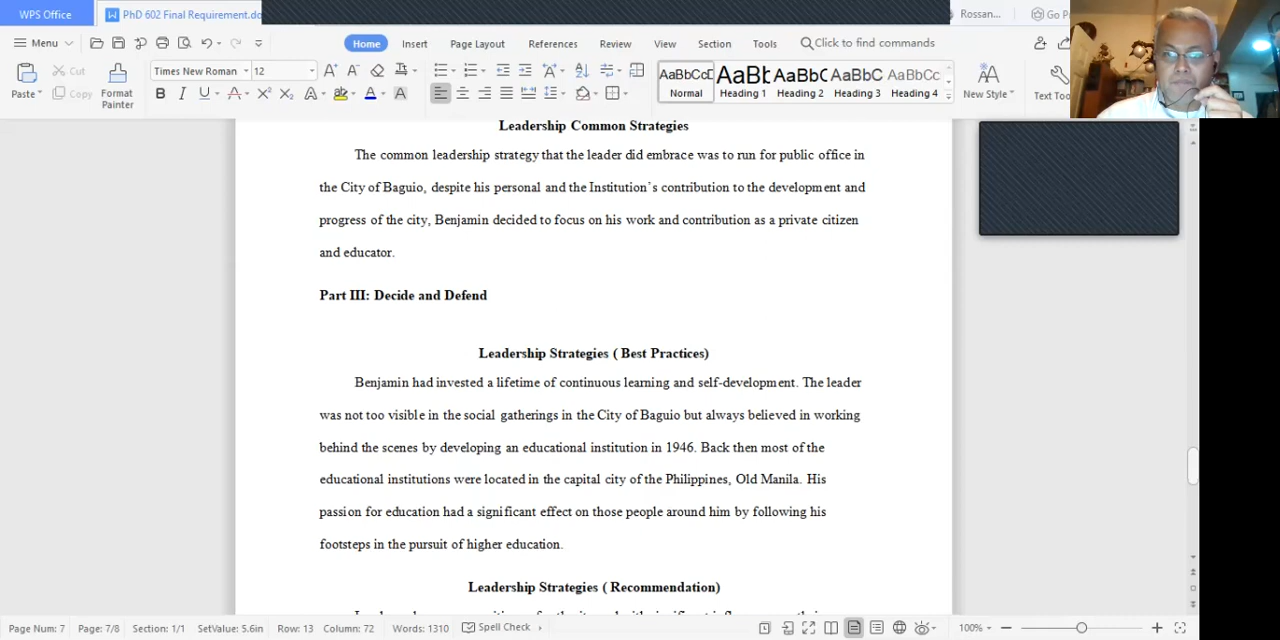 WPS Office
PhD 602 Final Requirement.do
Rossan...
Go P
Menu
Home Insert Page Layout References Review View Section Tools Click to find commands
Paste Cut Copy Format Painter
Times New Roman 12
AaBbCcD AaBb AaBbC AaBbC AaBbCc
Normal Heading 1 Heading 2 Heading 3 Heading 4 New Style Text Too
Leadership Common Strategies
The common leadership strategy that the leader did embrace was to run for public office in
the City of Baguio, despite his personal and the Institution's contribution to the development and
progress of the city, Benjamin decided to focus on his work and contribution as a private citizen
and educator.
Part III: Decide and Defend
Leadership Strategies ( Best Practices)
Benjamin had invested a lifetime of continuous learning and self-development. The leader
was not too visible in the social gatherings in the City of Baguio but always believed in working
behind the scenes by developing an educational institution in 1946. Back then most of the
educational institutions were located in the capital city of the Philippines, Old Manila. His
passion for education had a significant effect on those people around him by following his
footsteps in the pursuit of higher education.
Leadership Strategies ( Recommendation)
Page Num: 7 Page: 7/8 Section: 1/1 SetValue: 5.6in Row: 13 Column: 72 Words: 1310 Spell Check 100%